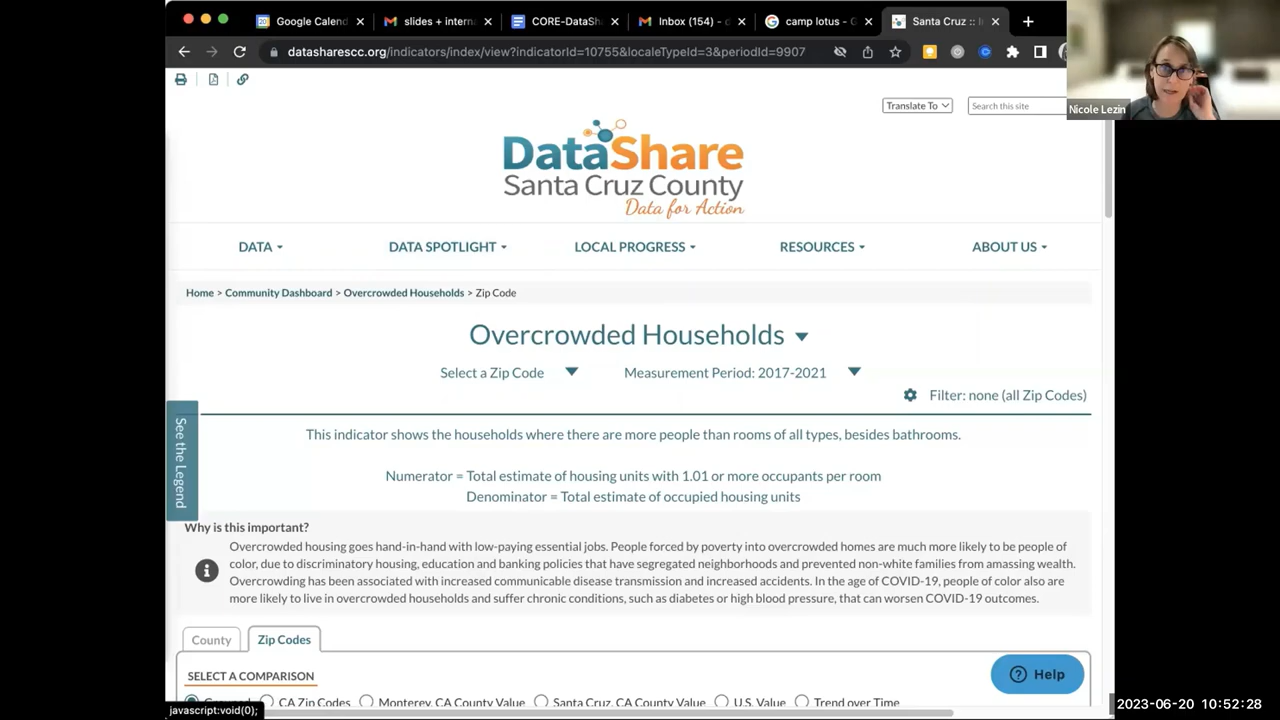 Google Calend
slides + intern
CORE-DataSha
Inbox (154) - d
camp lotus - G
Santa Cruz :: I
datasharescc.org/indicators/index/view?indicatorId=10755&localeTypeId=3&periodId=9907
Nicole Lezin
Translate To
Search this site
DataShare
Santa Cruz County
Data for Action
DATA
DATA SPOTLIGHT
LOCAL PROGRESS
RESOURCES
ABOUT US
Home > Community Dashboard > Overcrowded Households > Zip Code
Overcrowded Households
Select a Zip Code
Measurement Period: 2017-2021
Filter: none (all Zip Codes)
See the Legend
This indicator shows the households where there are more people than rooms of all types, besides bathrooms.
Numerator = Total estimate of housing units with 1.01 or more occupants per room
Denominator = Total estimate of occupied housing units
Why is this important?
Overcrowded housing goes hand-in-hand with low-paying essential jobs. People forced by poverty into overcrowded homes are much more likely to be people of
color, due to discriminatory housing, education and banking policies that have segregated neighborhoods and prevented non-white families from amassing wealth.
Overcrowding has been associated with increased communicable disease transmission and increased accidents. In the age of COVID-19, people of color also are
more likely to live in overcrowded households and suffer chronic conditions, such as diabetes or high blood pressure, that can worsen COVID-19 outcomes.
County
Zip Codes
SELECT A COMPARISON
CA Zip Codes
Monterey, CA County Value
Santa Cruz, CA County Value
U.S. Value
Trend over Time
Help
javascript:void(0);
2023-06-20 10:52:28